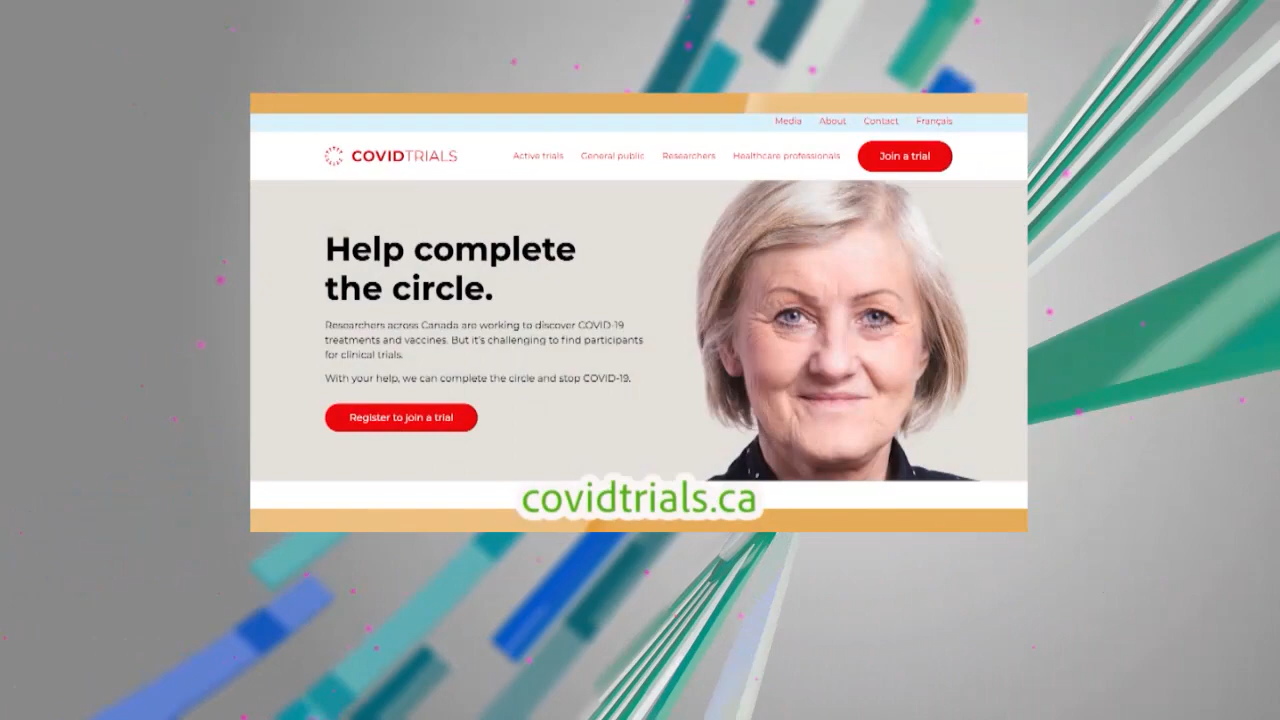 Media About Contact Français
COVIDTRIALS Active trials General public Researchers Healthcare professionals Join a trial
Help complete
the circle.
Researchers across Canada are working to discover COVID-19
treatments and vaccines. But it's challenging to find participants
for clinical trials.
With your help, we can complete the circle and stop COVID-19.
Register to join a trial
covidtrials.ca